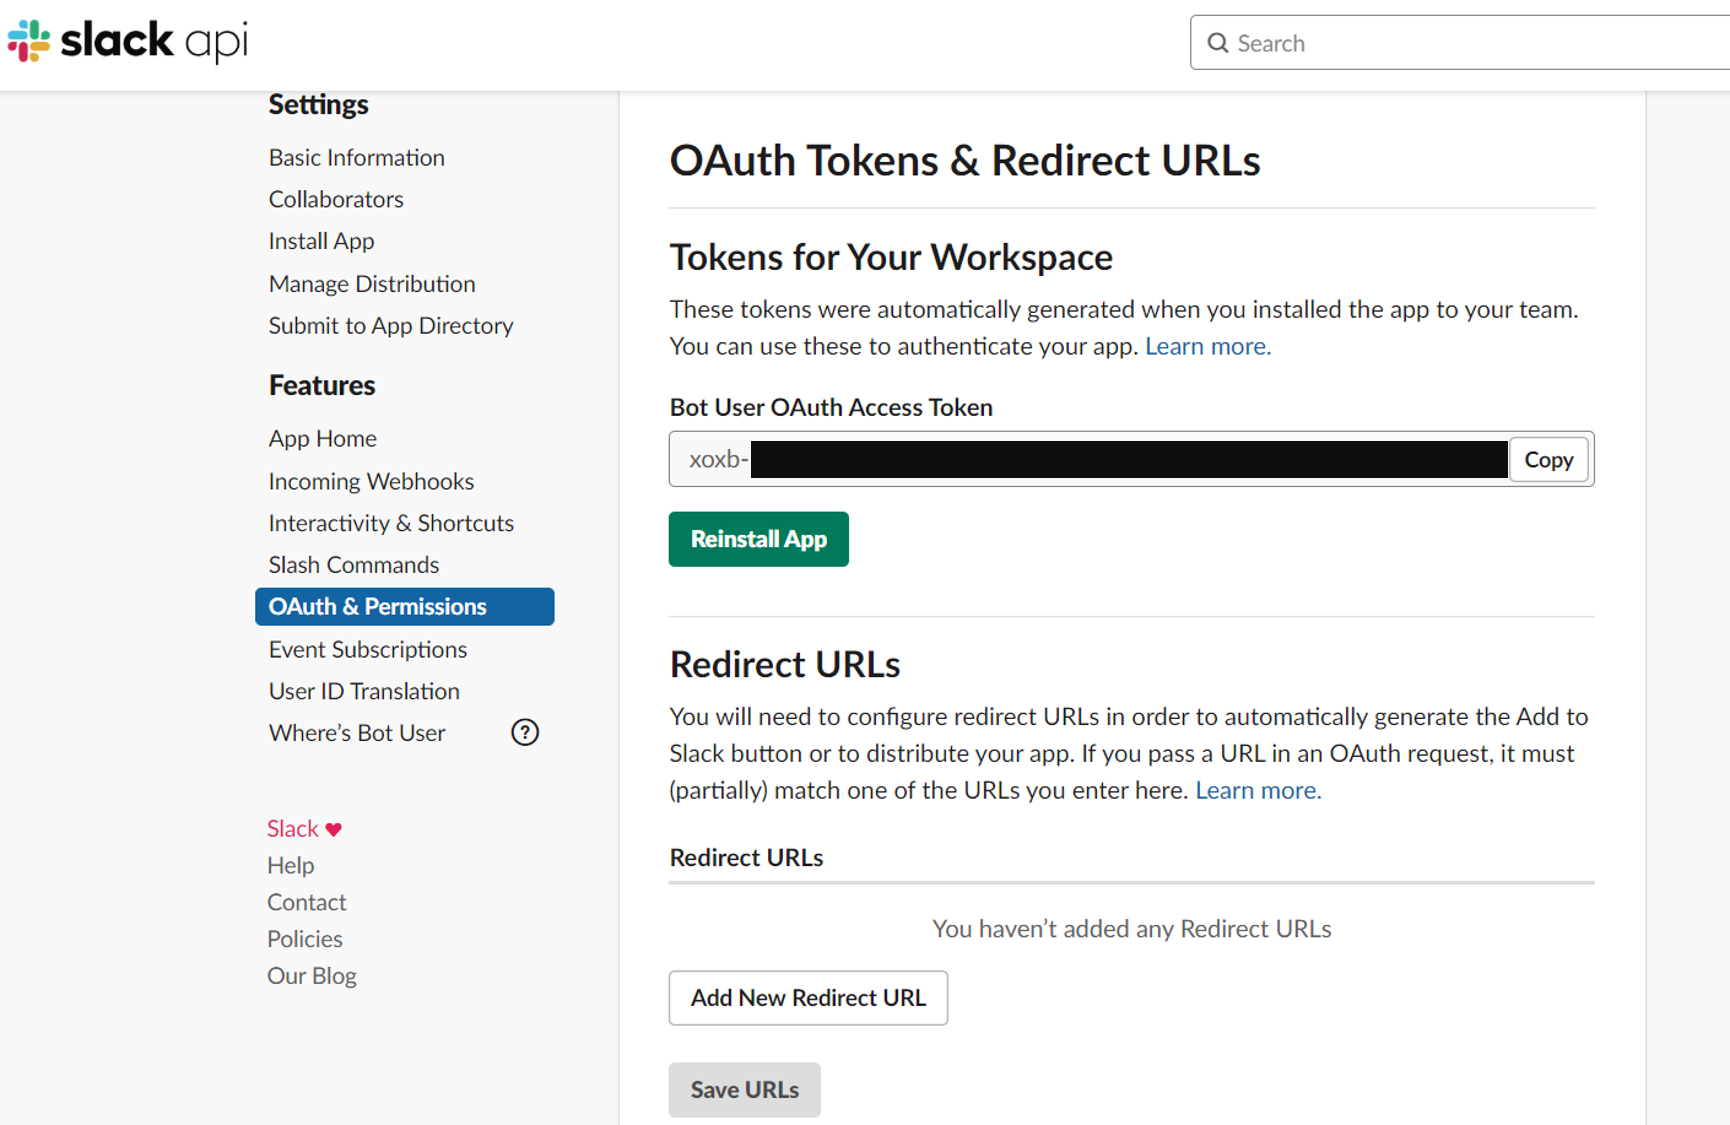 slack api
Search
Settings
Basic Information
Collaborators
Install App
Manage Distribution
Submit to App Directory
Features
App Home
Incoming Webhooks
Interactivity & Shortcuts
Slash Commands
OAuth & Permissions
Event Subscriptions
User ID Translation
Where’s Bot User
?
Slack ♥
Help
Contact
Policies
Our Blog
OAuth Tokens & Redirect URLs
Tokens for Your Workspace
These tokens were automatically generated when you installed the app to your team.
You can use these to authenticate your app. Learn more.
Bot User OAuth Access Token
xoxb-
Copy
Reinstall App
Redirect URLs
You will need to configure redirect URLs in order to automatically generate the Add to
Slack button or to distribute your app. If you pass a URL in an OAuth request, it must
(partially) match one of the URLs you enter here. Learn more.
Redirect URLs
You haven’t added any Redirect URLs
Add New Redirect URL
Save URLs